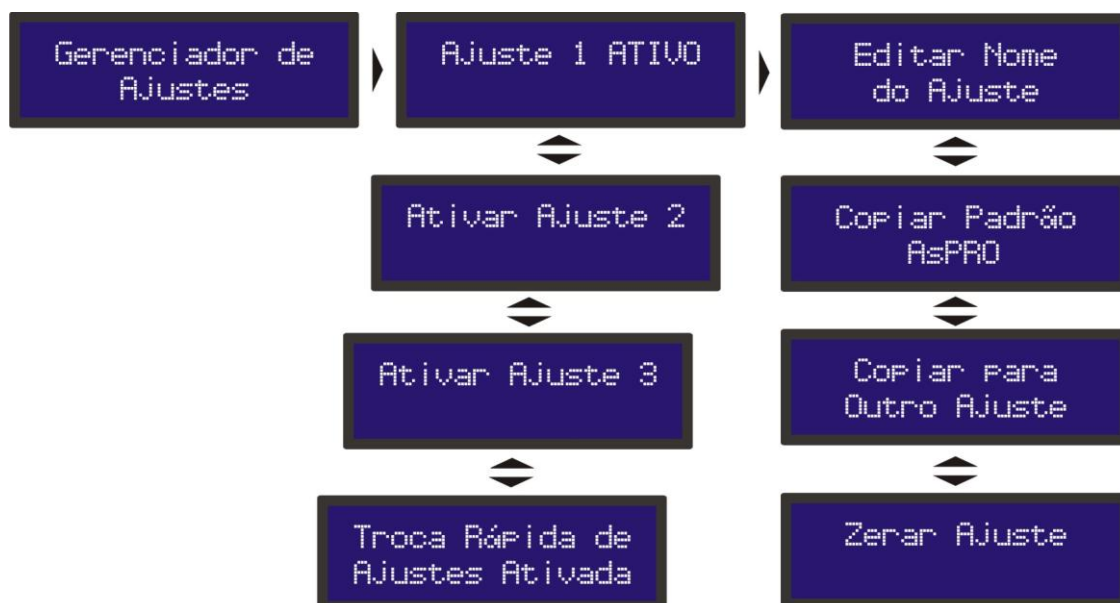 Gerenciador de
Ajustes
Ajuste 1 ATIVO
Editar Nome
do Ajuste
Ativar Ajuste 2
Copiar Padrão
AsPRO
Ativar Ajuste 3
Copiar para
Outro Ajuste
Troca Rápida de
Ajustes Ativada
Zerar Ajuste